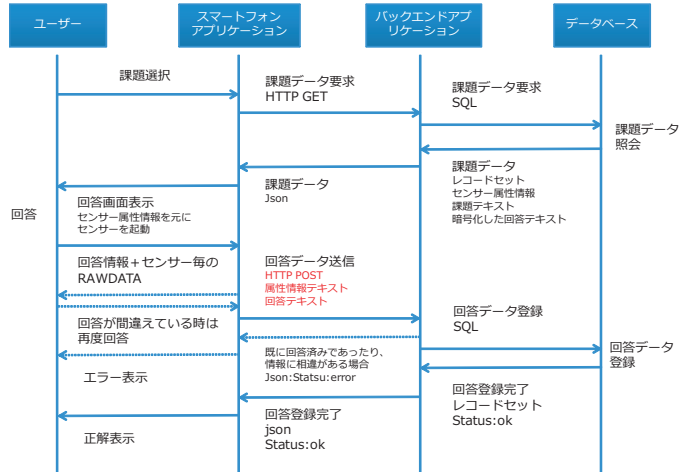 ユーザー
スマートフォン
アプリケーション
バックエンドアプ
リケーション
データベース
課題選択
課題データ要求
HTTP GET
課題データ要求
SQL
課題データ
照会
課題データ
レコードセット
センサー属性情報
課題テキスト
暗号化した回答テキスト
課題データ
Json
回答画面表示
センサー属性情報を元に
センサーを起動
回答
回答情報＋センサー毎の
RAWDATA
回答データ送信
HTTP POST
属性情報テキスト
回答テキスト
回答データ登録
SQL
回答が間違えている時は
再度回答
既に回答済みであったり、
情報に相違がある場合
Json:Statsu:error
回答データ
登録
エラー表示
回答登録完了
レコードセット
Status:ok
回答登録完了
json
Status:ok
正解表示